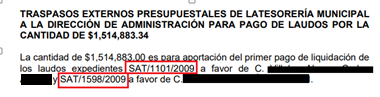 TRASPASOS EXTERNOS PRESUPUESTALES DE LATESORERÍA MUNICIPAL
A LA DIRECCIÓN DE ADMINISTRACIÓN PARA PAGO DE LAUDOS POR LA
CANTIDAD DE $1,514,883.34
La cantidad de $1,514,883.00 es para aportación del primer pago de liquidación de
los laudos expedientes SAT/1101/2009 a favor de C.
y SAT/1598/2009 a favor de C.